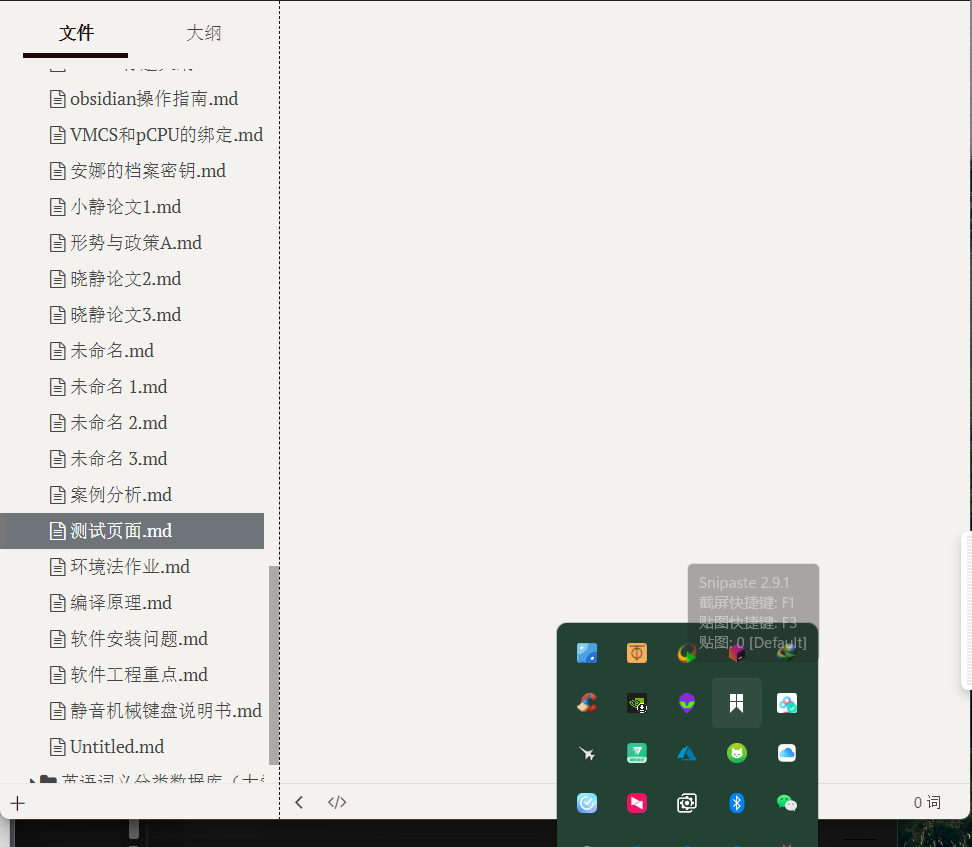 文件
大纲
obsidian操作指南.md
VMCS和pCPU的绑定.md
安娜的档案密钥.md
小静论文1.md
形势与政策A.md
晓静论文2.md
晓静论文3.md
未命名.md
未命名 1.md
未命名 2.md
未命名 3.md
案例分析.md
测试页面.md
环境法作业.md
编译原理.md
软件安装问题.md
软件工程重点.md
静音机械键盘说明书.md
Untitled.md
英语词义分类数据库（大
Snipaste 2.9.1
截屏快捷键: F1
贴图快捷键: F3
贴图: 0 [Default]
0 词